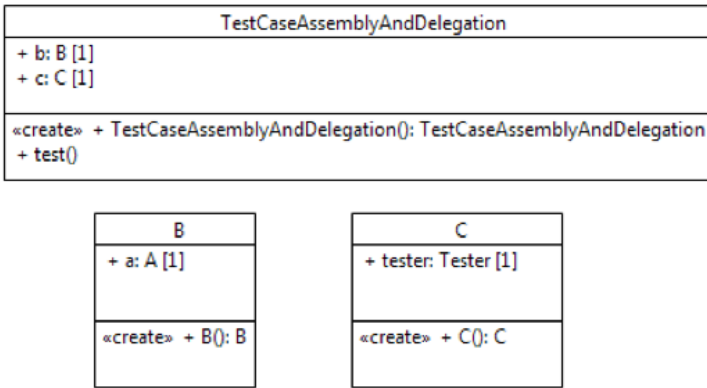 TestCaseAssemblyAndDelegation
+ b: B [1]
+ c: C [1]
«create» + TestCaseAssemblyAndDelegation(): TestCaseAssemblyAndDelegation
+ test()
B
+ a: A [1]
«create» + B(): B
C
+ tester: Tester [1]
«create» + C(): C